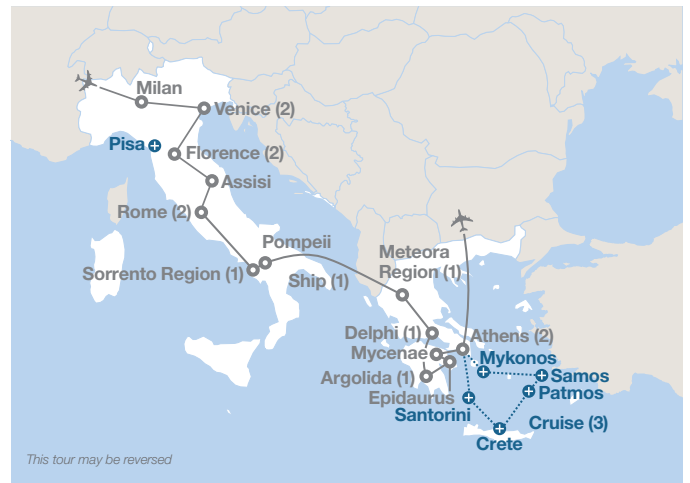 Milan
Venice (2)
Pisa
Florence (2)
Assisi
Rome (2)
Pompeii
Sorrento Region (1)
Ship (1)
Meteora
Region (1)
Delphi (1)
Athens (2)
Mycenae
Mykonos
Argolida (1)
Samos
Epidaurus
Patmos
Santorini
Cruise (3)
Crete
This tour may be reversed